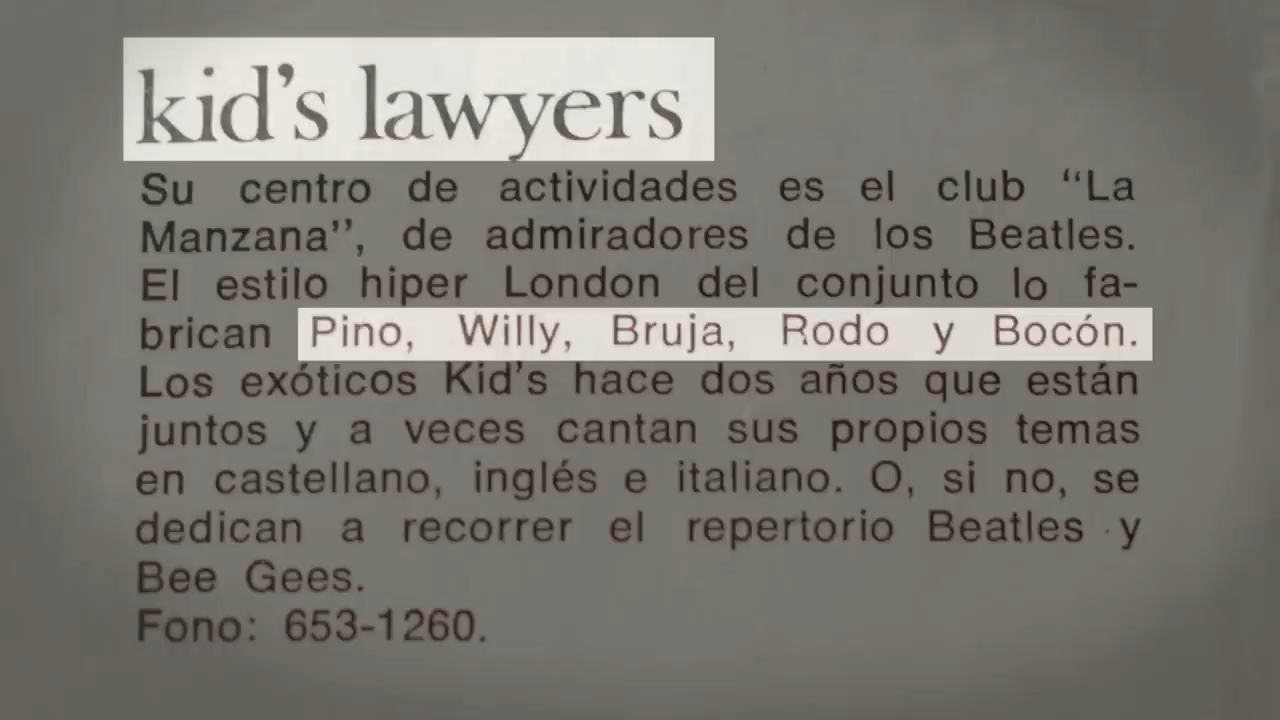 kid's lawyers
Su centro de actividades es el club “La
Manzana”, de admiradores de los Beatles.
El estilo hiper London del conjunto lo fa-
brican Pino, Willy, Bruja, Rodo y Bocón.
Los exóticos Kid's hace dos años que están
juntos y a veces cantan sus propios temas
en castellano, inglés e italiano. O, si no, se
dedican a recorrer el repertorio Beatles y
Bee Gees.
Fono: 653-1260.